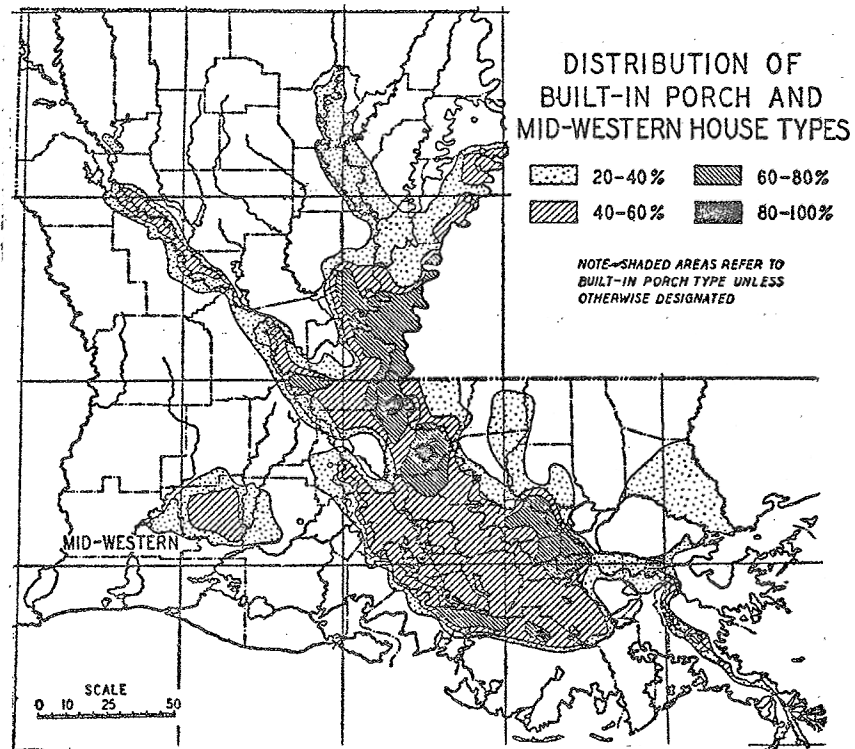 DISTRIBUTION OF
BUILT-IN PORCH AND
MID-WESTERN HOUSE TYPES
20-40% 60-80%
40-60% 80-100%
NOTE-SHADED AREAS REFER TO
BUILT-IN PORCH TYPE UNLESS
OTHERWISE DESIGNATED
MID-WESTERN
SCALE
0 10 25 50